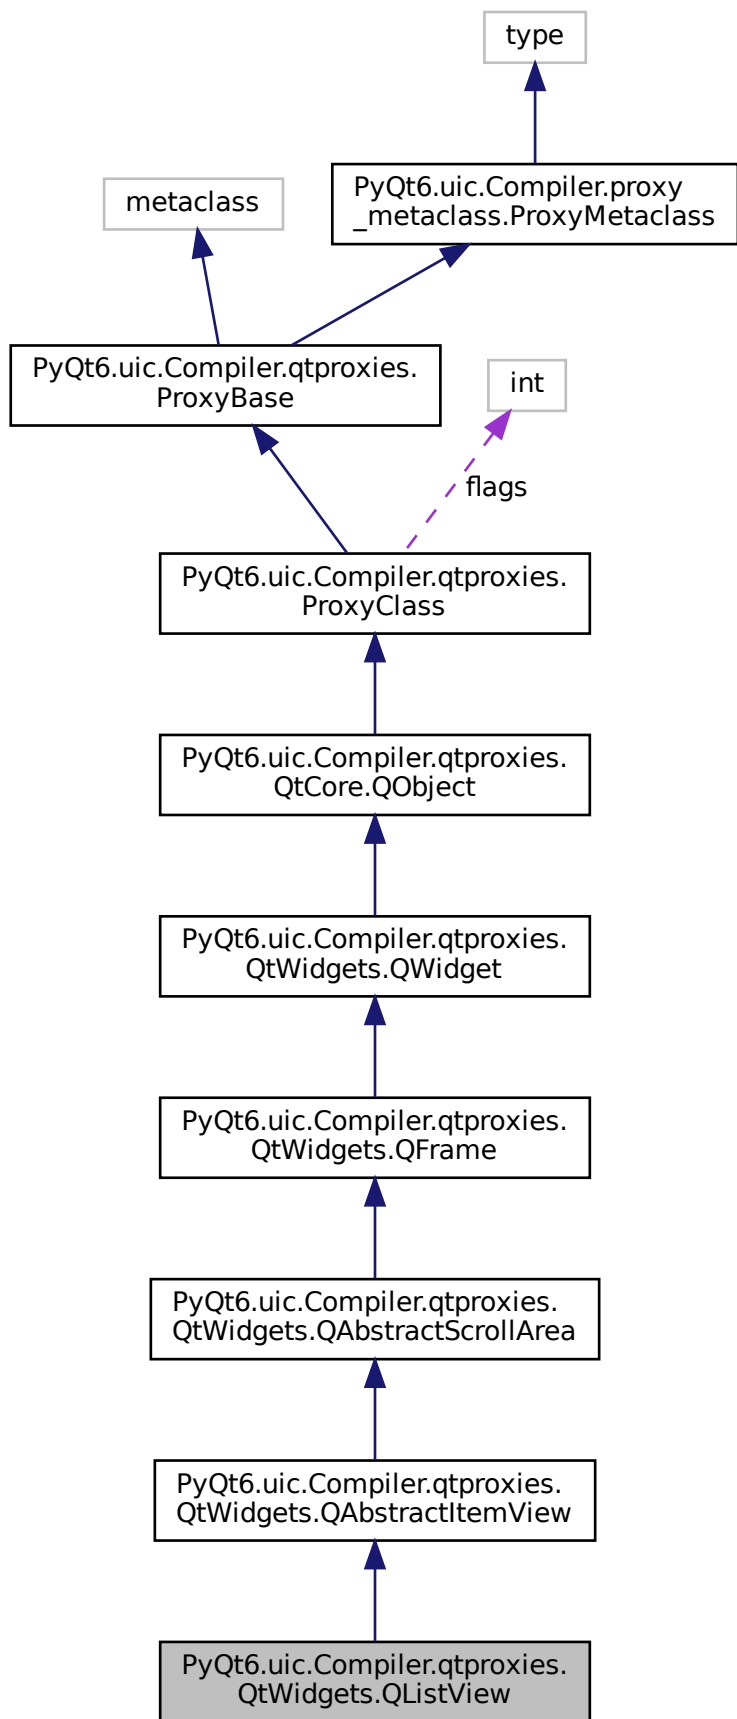 type
PyQt6.uic.Compiler.proxy
_metaclass.ProxyMetaclass
metaclass
PyQt6.uic.Compiler.qtproxies.
ProxyBase
int
flags
PyQt6.uic.Compiler.qtproxies.
ProxyClass
PyQt6.uic.Compiler.qtproxies.
QtCore.QObject
PyQt6.uic.Compiler.qtproxies.
QtWidgets.QWidget
PyQt6.uic.Compiler.qtproxies.
QtWidgets.QFrame
PyQt6.uic.Compiler.qtproxies.
QtWidgets.QAbstractScrollArea
PyQt6.uic.Compiler.qtproxies.
QtWidgets.QAbstractItemView
PyQt6.uic.Compiler.qtproxies.
QtWidgets.QListView